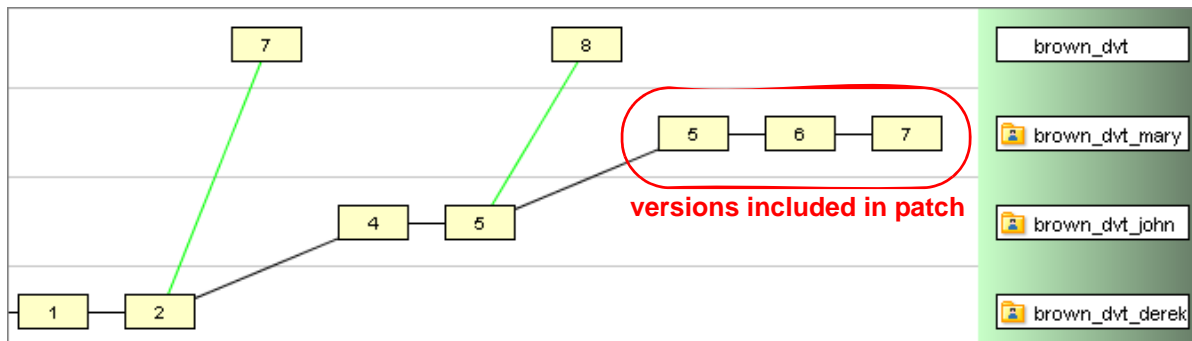 7 8 brown_dvt
5 6 7 brown_dvt_mary
versions included in patch
4 5 brown_dvt_john
1 2 brown_dvt_derek